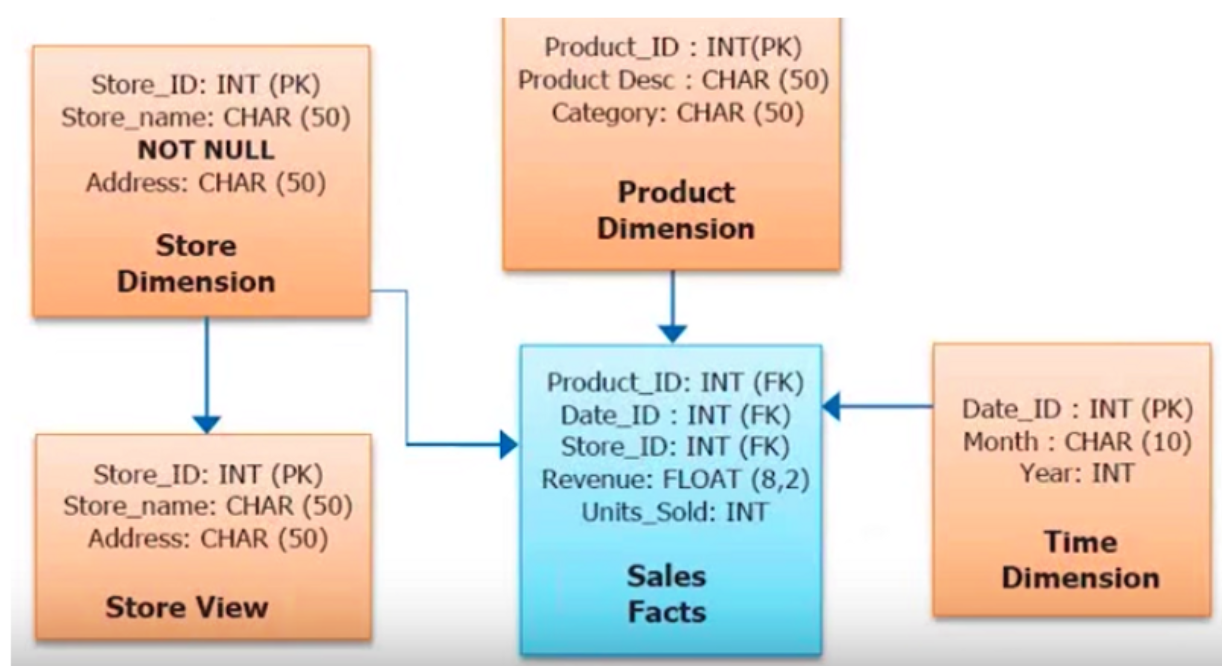 Store_ID: INT (PK)
Store_name: CHAR (50)
NOT NULL
Address: CHAR (50)
Store
Dimension
Product_ID : INT(PK)
Product Desc : CHAR (50)
Category: CHAR (50)
Product
Dimension
Store_ID: INT (PK)
Store_name: CHAR (50)
Address: CHAR (50)
Store View
Product_ID: INT (FK)
Date_ID : INT (FK)
Store_ID: INT (FK)
Revenue: FLOAT (8,2)
Units_Sold: INT
Sales
Facts
Date_ID : INT (PK)
Month : CHAR (10)
Year: INT
Time
Dimension